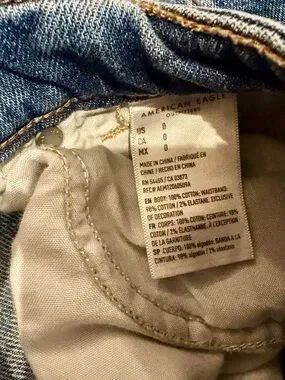 AMERICAN EAGLE
OUTFITTERS
US 0
CA 0
MX 0
MADE IN CHINA / FABRIQUÉ EN
CHINE / HECHO EN CHINA
RN 54485 / CA 03873
EN BODY: 100% COTTON; WAISTBAND:
98% COTTON / 2% ELASTANE. EXCLUSIVE
OF DECORATION
FR CORPS: 100% COTON; CEINTURE: 98%
COTON / 2% ÉLASTHANNE. À L'EXCEPTION
DE LA GARNITURE
SP CUERPO: 100% algodón; BANDA A LA
CINTURA: 98% algodón / 2% elastano